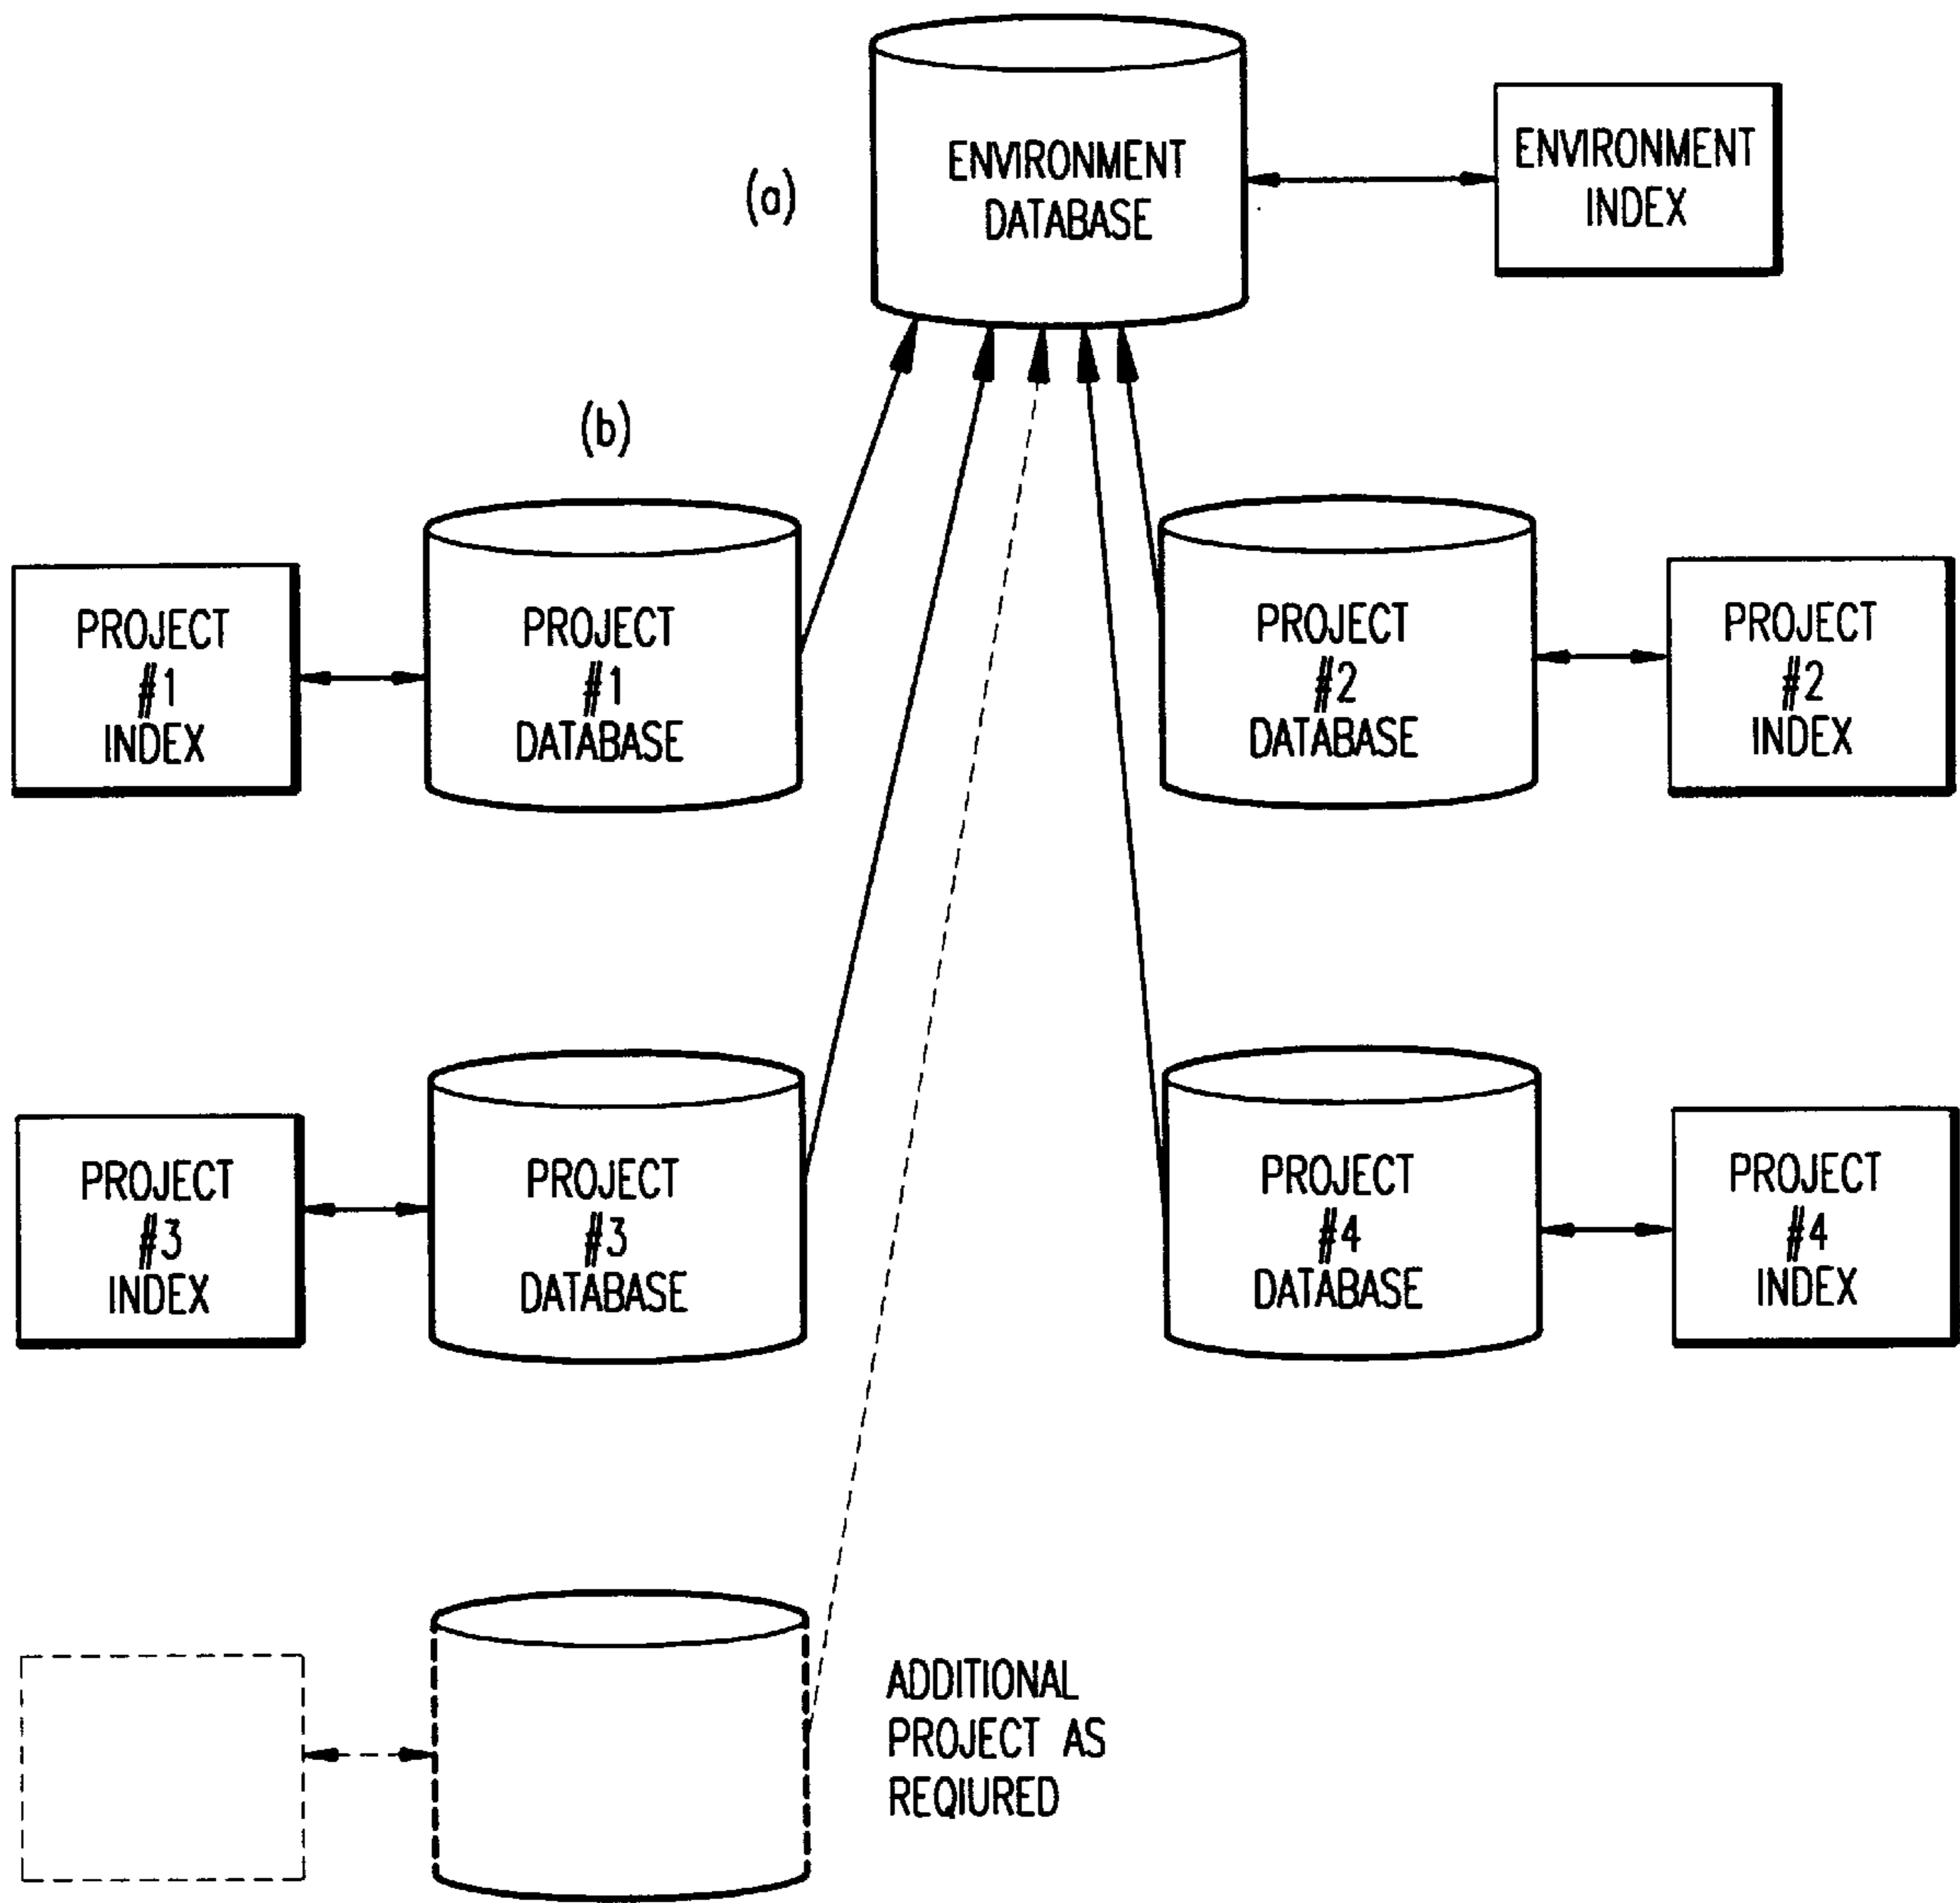 ENVIRONMENT
DATABASE
ENVIRONMENT
INDEX
(a)
(b)
PROJECT
#1
INDEX
PROJECT
#1
DATABASE
PROJECT
#2
DATABASE
PROJECT
#2
INDEX
PROJECT
#3
INDEX
PROJECT
#3
DATABASE
PROJECT
#4
DATABASE
PROJECT
#4
INDEX
ADDITIONAL
PROJECT AS
REQIURED